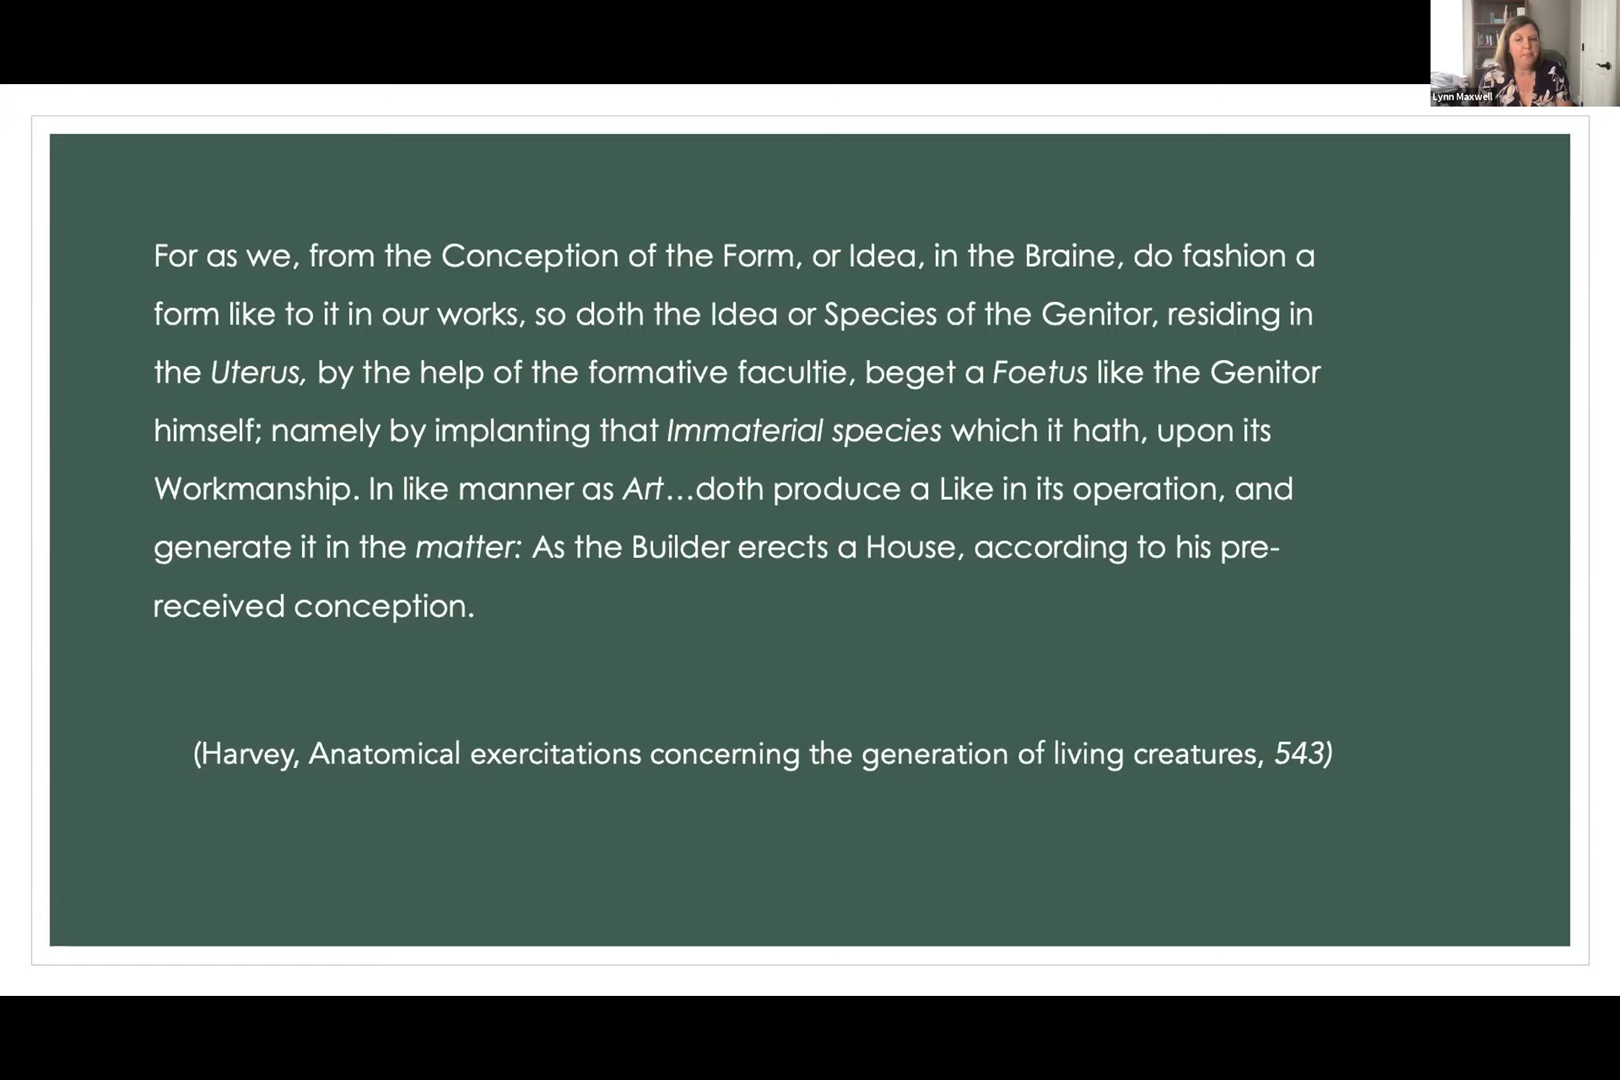 Lynn Maxwell
For as we, from the Conception of the Form, or Idea, in the Braine, do fashion a
form like to it in our works, so doth the Idea or Species of the Genitor, residing in
the Uterus, by the help of the formative facultie, beget a Foetus like the Genitor
himself; namely by implanting that Immaterial species which it hath, upon its
Workmanship. In like manner as Art...doth produce a Like in its operation, and
generate it in the matter: As the Builder erects a House, according to his pre-
received conception.
(Harvey, Anatomical exercitations concerning the generation of living creatures, 543)